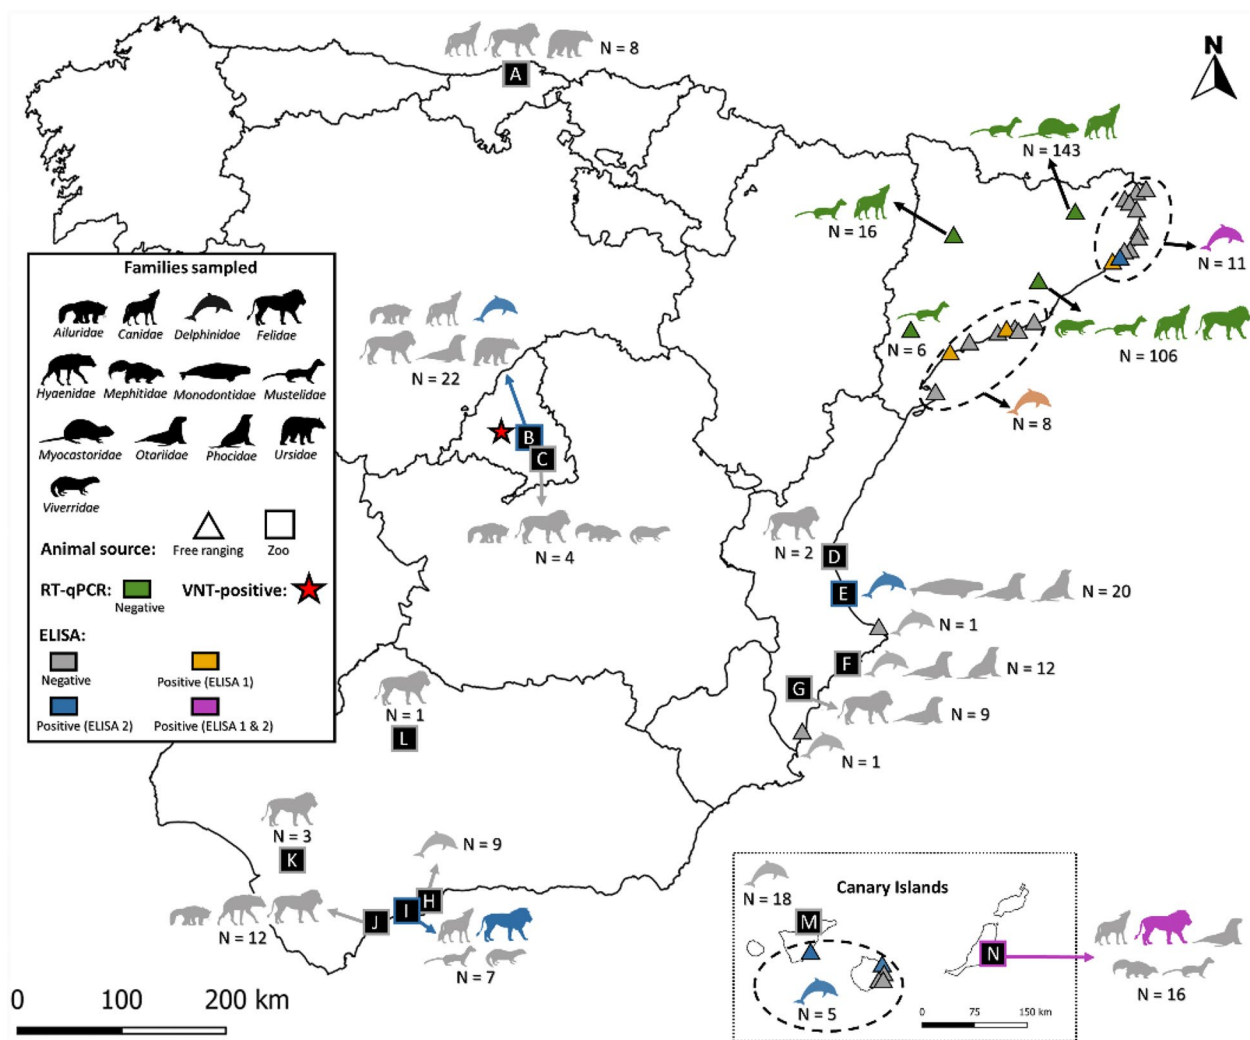 N = 8
A
N
N = 143
N = 16
N = 11
N = 6
N = 106
N = 8
Families sampled
Ailuridae Canidae Delphinidae Felidae
Hyaenidae Mephitidae Monodontidae Mustelidae
Myocastoridae Otariidae Phocidae Ursidae
Viverridae
Animal source: Free ranging Zoo
RT-qPCR: Negative VNT-positive:
ELISA:
Negative Positive (ELISA 1)
Positive (ELISA 2) Positive (ELISA 1 & 2)
N = 22
B
C
N = 4
N = 2
D
E
N = 20
N = 1
F
N = 12
G
N = 9
N = 1
N = 1
L
N = 3
K
N = 9
H
I
J
N = 12
N = 7
0 100 200 km
Canary Islands
N = 18
M
N = 5
N
0 75 150 km
N = 16